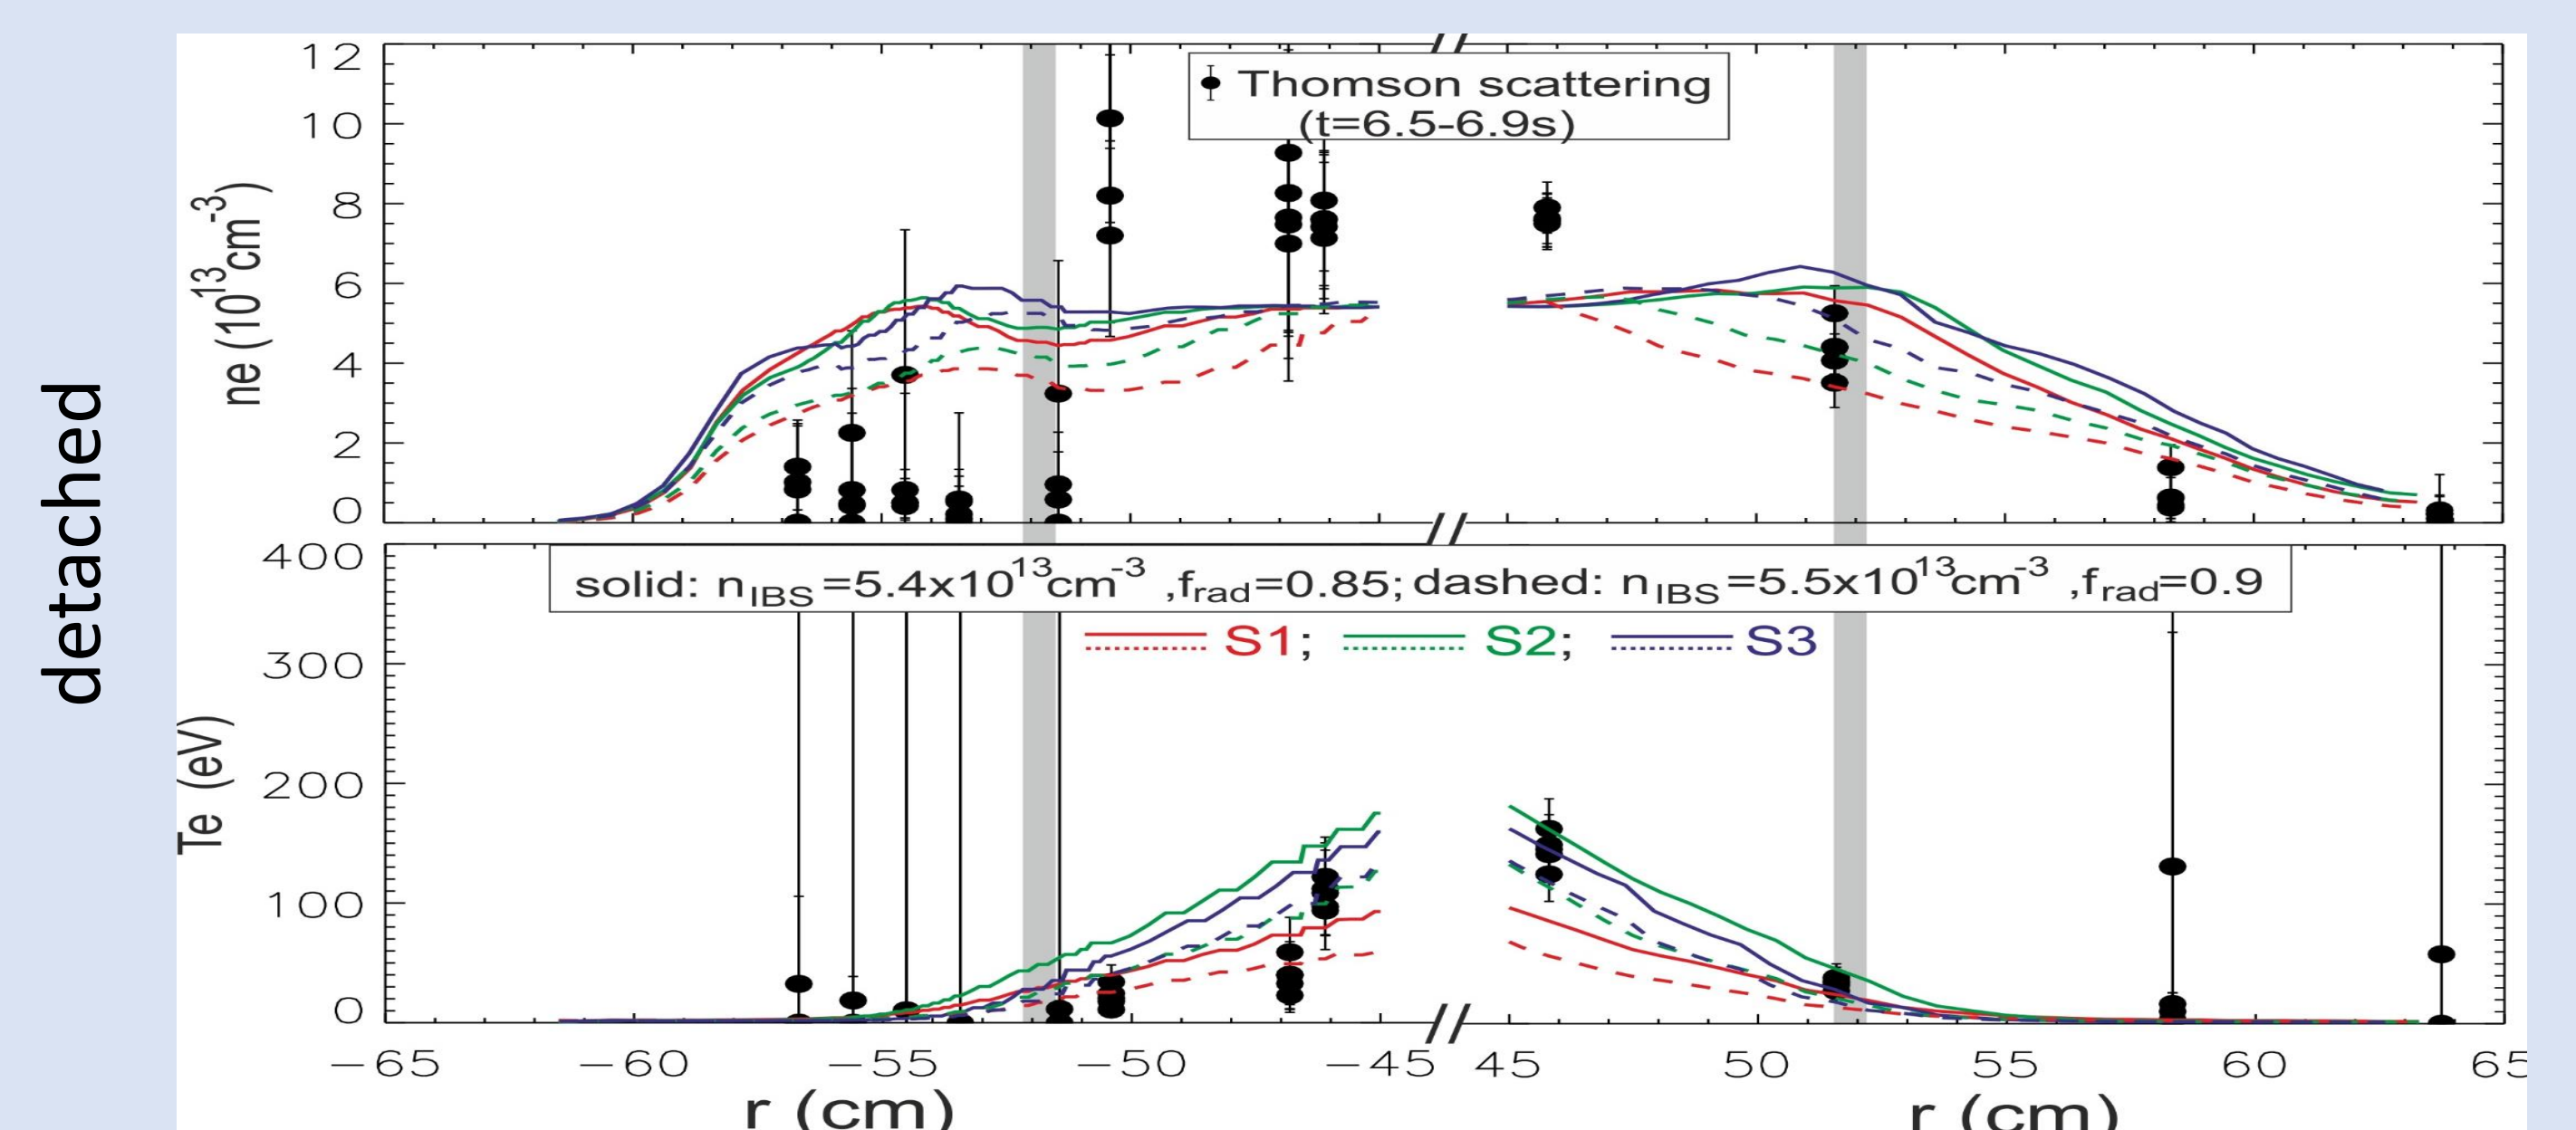 detached
ne (10^13cm^-3)
12
10
8
6
4
2
0
Thomson scattering
(t=6.5-6.9s)
Te (eV)
400
300
200
100
0
solid: n_IBS=5.4x10^13cm^-3 ,f_rad=0.85; dashed: n_IBS=5.5x10^13cm^-3 ,f_rad=0.9
S1; S2; S3
−65 −60 −55 −50 −45 45 50 55 60 65
r (cm) r (cm)